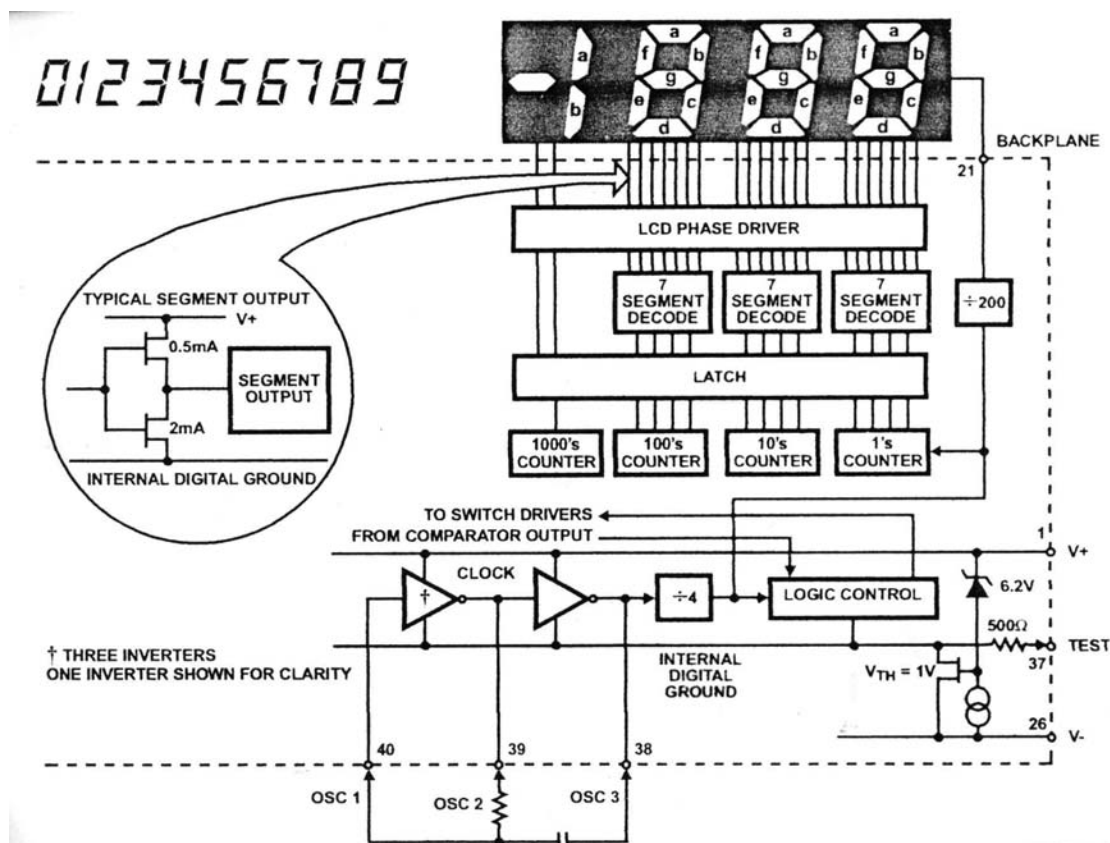 0123456789
a
b
a
f
b
g
e
c
d
a
f
b
g
e
c
d
a
f
b
g
e
c
d
BACKPLANE
21
LCD PHASE DRIVER
TYPICAL SEGMENT OUTPUT
V+
0.5mA
SEGMENT
OUTPUT
2mA
INTERNAL DIGITAL GROUND
7
SEGMENT
DECODE
7
SEGMENT
DECODE
7
SEGMENT
DECODE
÷200
LATCH
1000's
COUNTER
100's
COUNTER
10's
COUNTER
1's
COUNTER
TO SWITCH DRIVERS
FROM COMPARATOR OUTPUT
1
V+
CLOCK
†
÷4
LOGIC CONTROL
6.2V
500Ω
TEST
37
† THREE INVERTERS
ONE INVERTER SHOWN FOR CLARITY
INTERNAL
DIGITAL
GROUND
VTH = 1V
26
V-
40
39
38
OSC 1
OSC 2
OSC 3